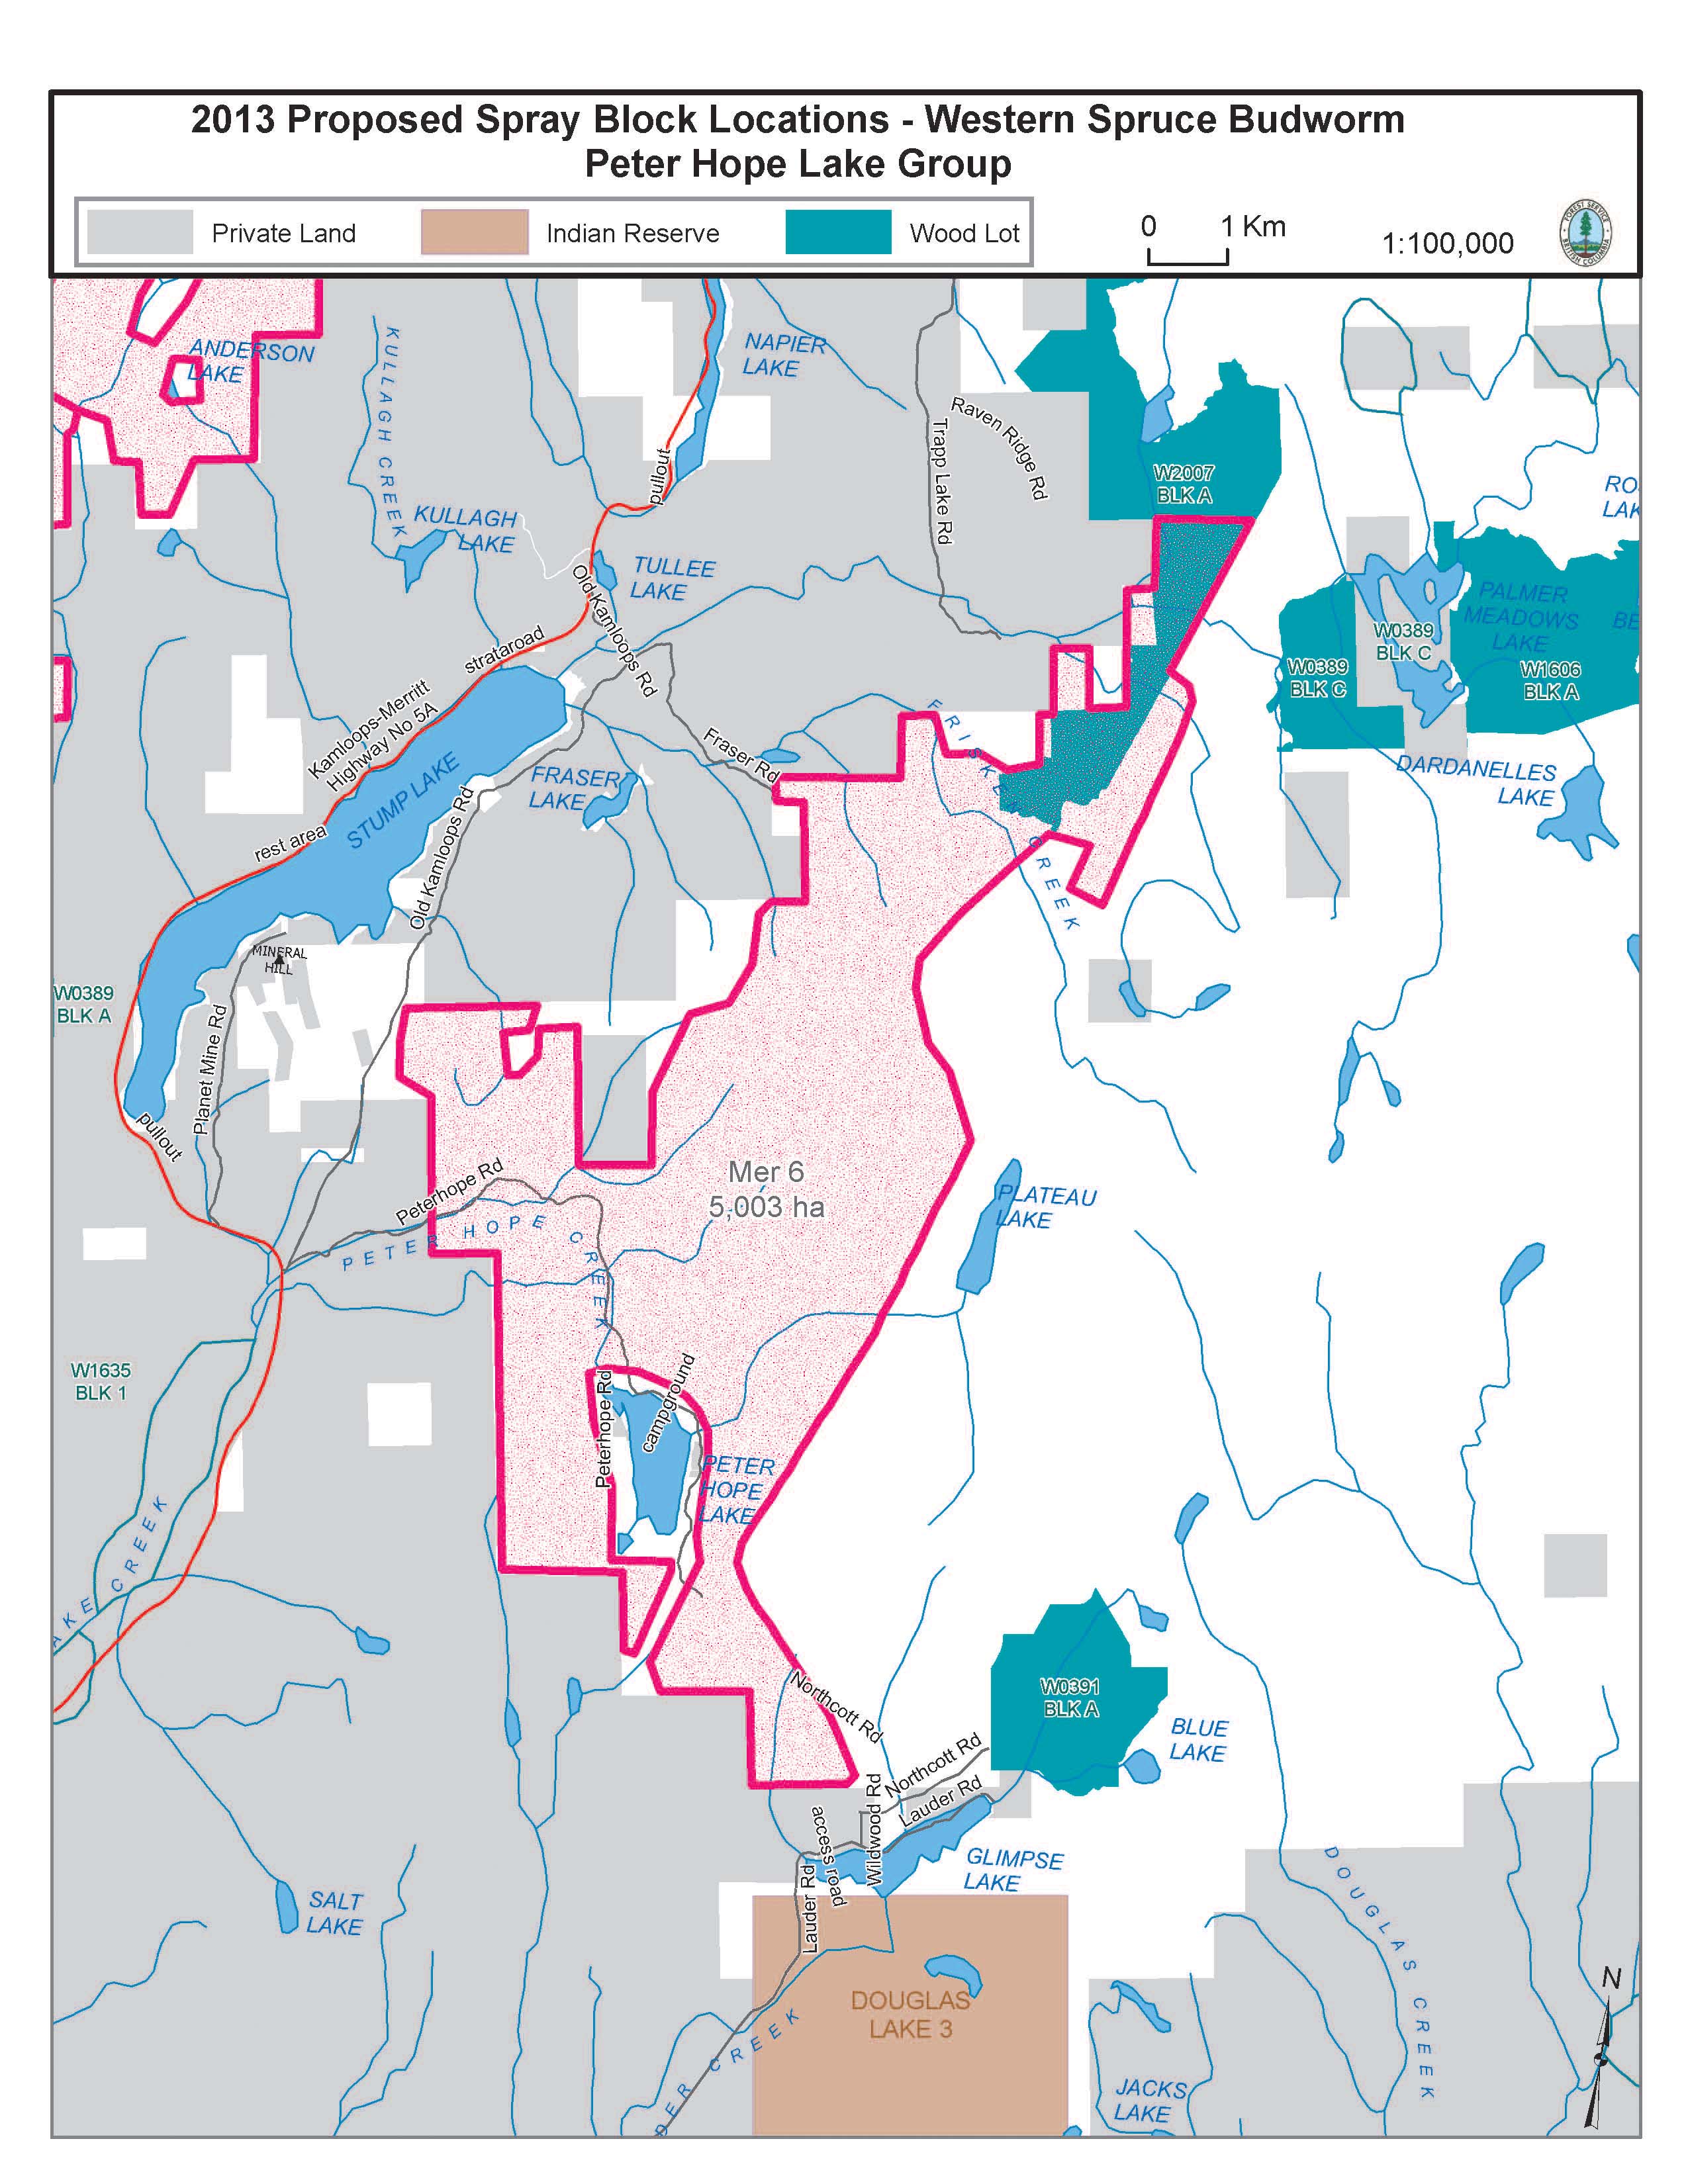 2013 Proposed Spray Block Locations - Western Spruce Budworm
Peter Hope Lake Group
Private Land
Indian Reserve
Wood Lot
0 1 Km
1:100,000
FOREST SERVICE
BRITISH COLUMBIA
ANDERSON
LAKE
KULLAGH CREEK
NAPIER
LAKE
pullout
Raven Ridge Rd
Trapp Lake Rd
W2007
BLK A
KULLAGH
LAKE
TULLEE
LAKE
Old Kamloops Rd
strataroad
Kamloops-Merritt
Highway No 5A
STUMP LAKE
rest area
Fraser Rd
FRASER
LAKE
Old Kamloops Rd
FRISKEN CREEK
RO
LAK
PALMER
MEADOWS
LAKE
BE
W0389
BLK C
W0389
BLK C
W1606
BLK A
DARDANELLES
LAKE
MINERAL
HILL
W0389
BLK A
Planet Mine Rd
pullout
Peterhope Rd
PETER HOPE CREEK
Mer 6
5,003 ha
PLATEAU
LAKE
W1635
BLK 1
Peterhope Rd
campground
PETER
HOPE
LAKE
AKE CREEK
Northcott Rd
W0391
BLK A
BLUE
LAKE
Northcott Rd
Lauder Rd
Wildwood Rd
access road
Lauder Rd
GLIMPSE
LAKE
SALT
LAKE
DOUGLAS
LAKE 3
DER CREEK
DOUGLAS CREEK
JACKS
LAKE
N